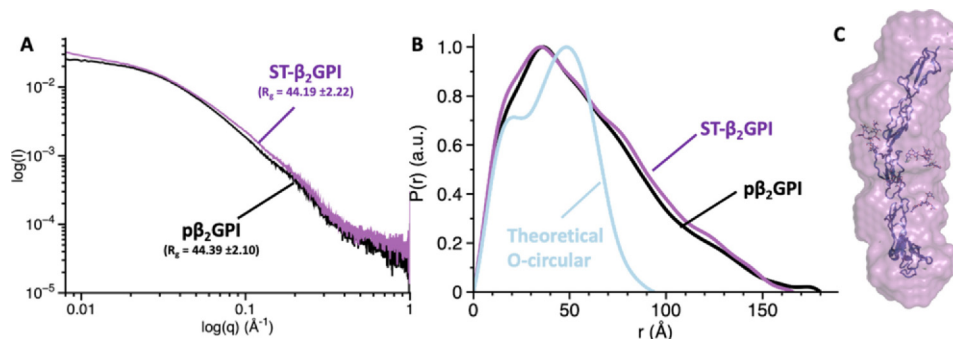 A
log(I)
10⁻²
10⁻³
10⁻⁴
10⁻⁵
ST-β₂GPI
(Rg = 44.19 ±2.22)
pβ₂GPI
(Rg = 44.39 ±2.10)
0.01
0.1
1
log(q) (Å⁻¹)
B
P(r) (a.u.)
1.0
0.8
0.6
0.4
0.2
0
ST-β₂GPI
pβ₂GPI
Theoretical
O-circular
0
50
100
150
r (Å)
C